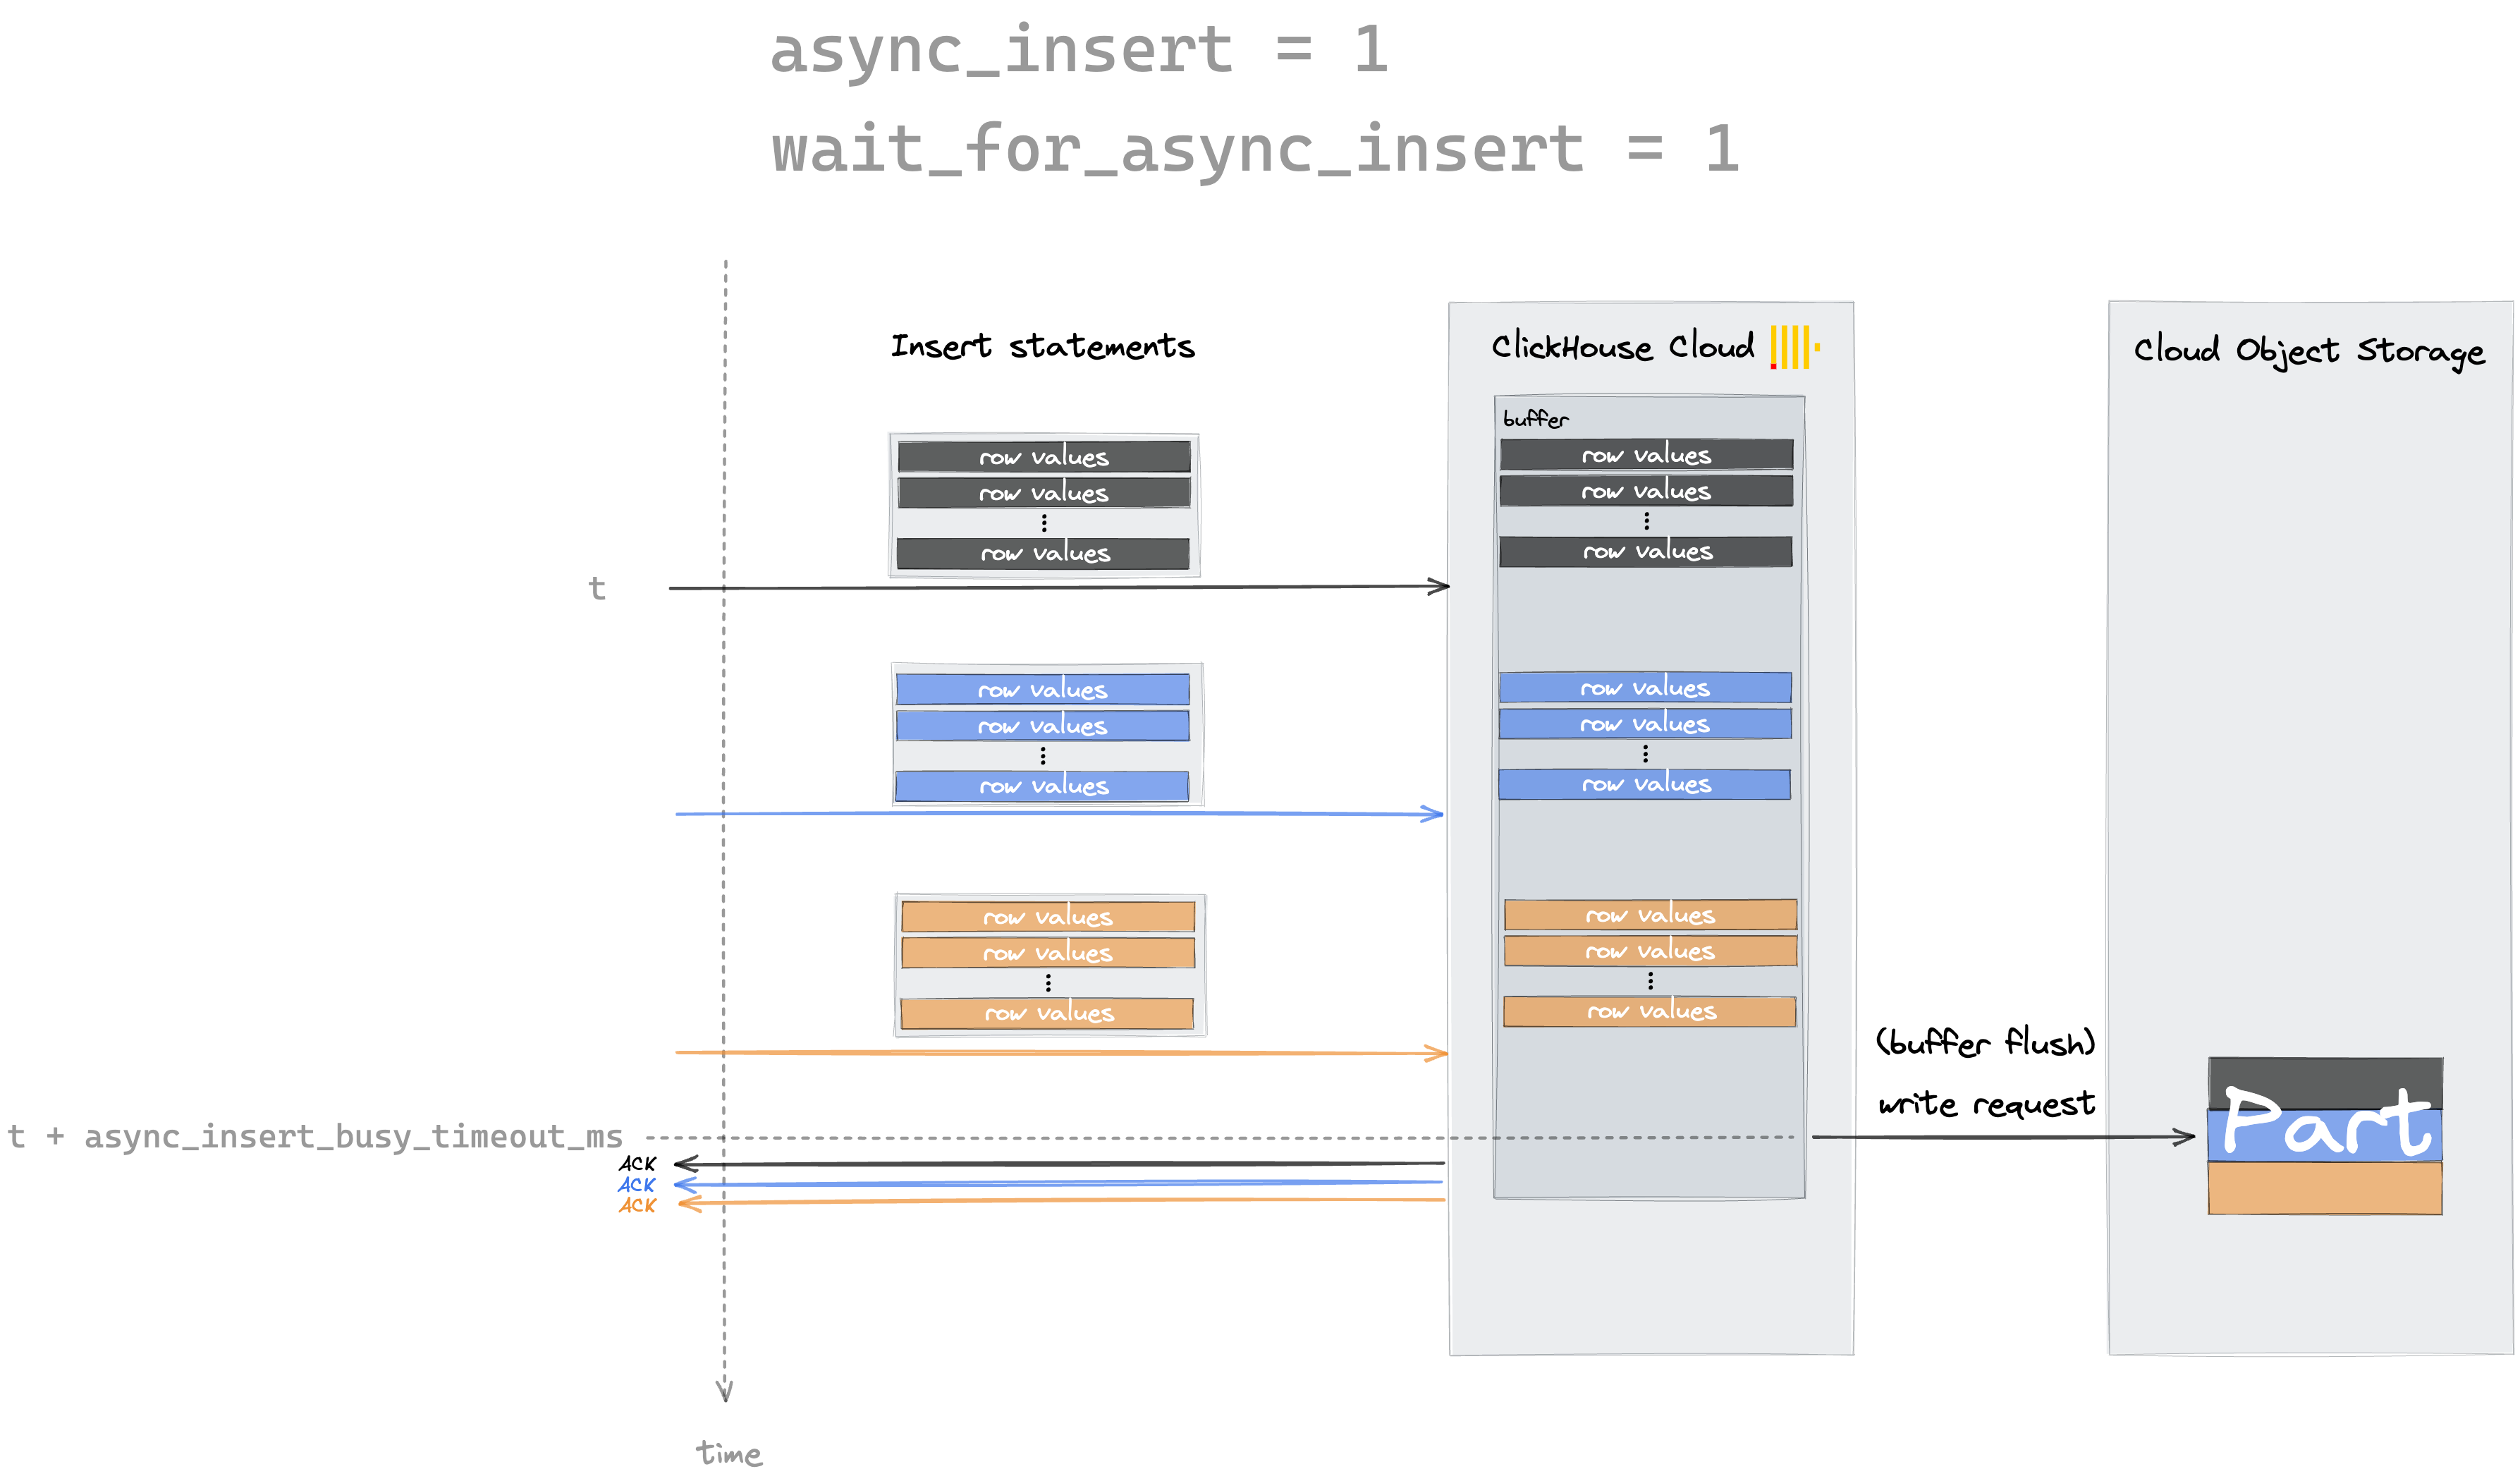 async_insert = 1
wait_for_async_insert = 1
Insert statements
ClickHouse Cloud
Cloud Object Storage
buffer
row values
row values
row values
row values
row values
row values
t
row values
row values
row values
row values
row values
row values
row values
row values
row values
row values
row values
row values
(buffer flush)
write request
Part
t + async_insert_busy_timeout_ms
ACK
ACK
ACK
time